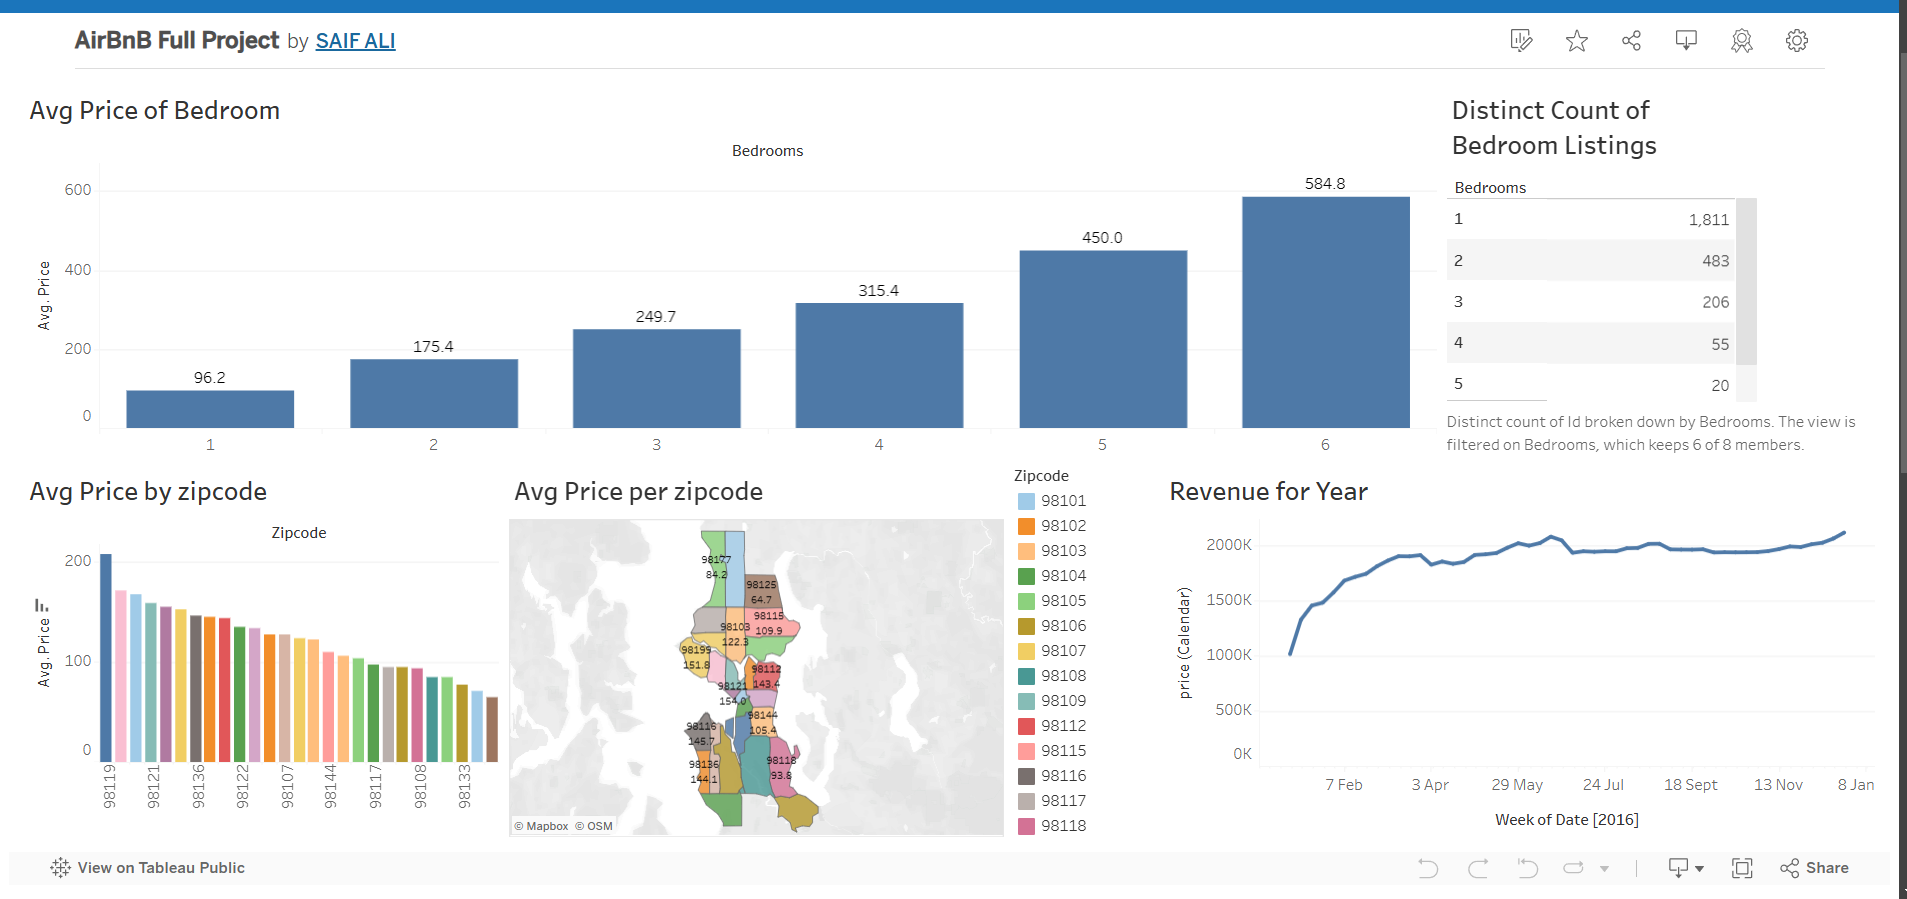 AirBnB Full Project by SAIF ALI
Avg Price of Bedroom
Bedrooms
Avg. Price
600
400
200
0
96.2
175.4
249.7
315.4
450.0
584.8
1
2
3
4
5
6
Distinct Count of
Bedroom Listings
Bedrooms
1 1,811
2 483
3 206
4 55
5 20
Distinct count of Id broken down by Bedrooms. The view is
filtered on Bedrooms, which keeps 6 of 8 members.
Avg Price by zipcode
Zipcode
Avg. Price
200
100
0
98119
98121
98136
98122
98107
98144
98117
98108
98133
Avg Price per zipcode
98177
84.2
98125
64.7
98115
109.9
98103
122.3
98199
151.8
98112
143.4
98121
154.0
98144
105.4
98116
145.7
98136
144.1
98118
93.8
© Mapbox © OSM
Zipcode
98101
98102
98103
98104
98105
98106
98107
98108
98109
98112
98115
98116
98117
98118
Revenue for Year
price (Calendar)
2000K
1500K
1000K
500K
0K
7 Feb
3 Apr
29 May
24 Jul
18 Sept
13 Nov
8 Jan
Week of Date [2016]
View on Tableau Public
Share